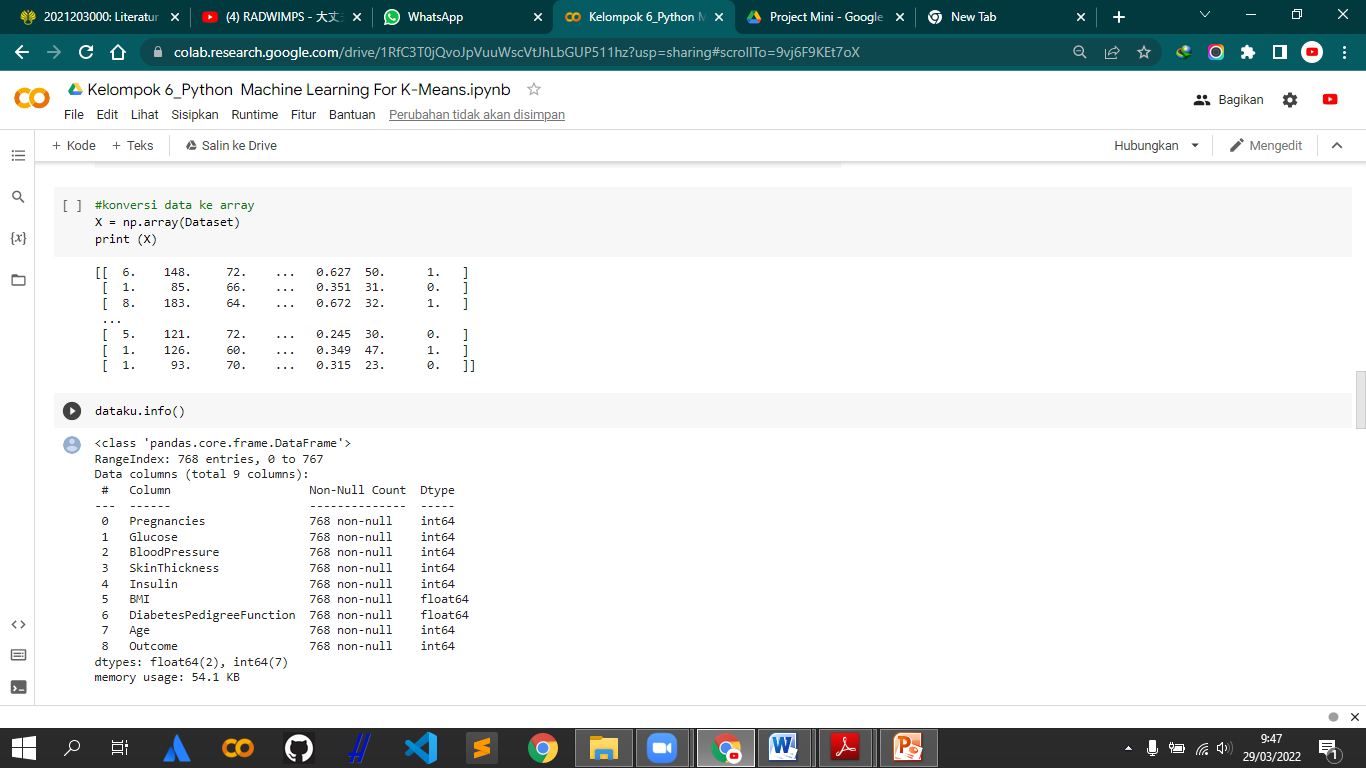 2021203000: Literatur
(4) RADWIMPS - 大丈
WhatsApp
Kelompok 6_Python M
Project Mini - Google
New Tab
colab.research.google.com/drive/1RfC3T0jQvoJpVuuWscVtJhLbGUP511hz?usp=sharing#scrollTo=9vj6F9KEt7oX
Kelompok 6_Python Machine Learning For K-Means.ipynb
File Edit Lihat Sisipkan Runtime Fitur Bantuan Perubahan tidak akan disimpan
Bagikan
+ Kode + Teks Salin ke Drive
Hubungkan Mengedit
[ ] #konversi data ke array
X = np.array(Dataset)
print (X)
[[ 6. 148. 72. ... 0.627 50. 1. ]
[ 1. 85. 66. ... 0.351 31. 0. ]
[ 8. 183. 64. ... 0.672 32. 1. ]
...
[ 5. 121. 72. ... 0.245 30. 0. ]
[ 1. 126. 60. ... 0.349 47. 1. ]
[ 1. 93. 70. ... 0.315 23. 0. ]]
dataku.info()
<class 'pandas.core.frame.DataFrame'>
RangeIndex: 768 entries, 0 to 767
Data columns (total 9 columns):
# Column Non-Null Count Dtype
--- ------ -------------- -----
0 Pregnancies 768 non-null int64
1 Glucose 768 non-null int64
2 BloodPressure 768 non-null int64
3 SkinThickness 768 non-null int64
4 Insulin 768 non-null int64
5 BMI 768 non-null float64
6 DiabetesPedigreeFunction 768 non-null float64
7 Age 768 non-null int64
8 Outcome 768 non-null int64
dtypes: float64(2), int64(7)
memory usage: 54.1 KB
9:47
29/03/2022